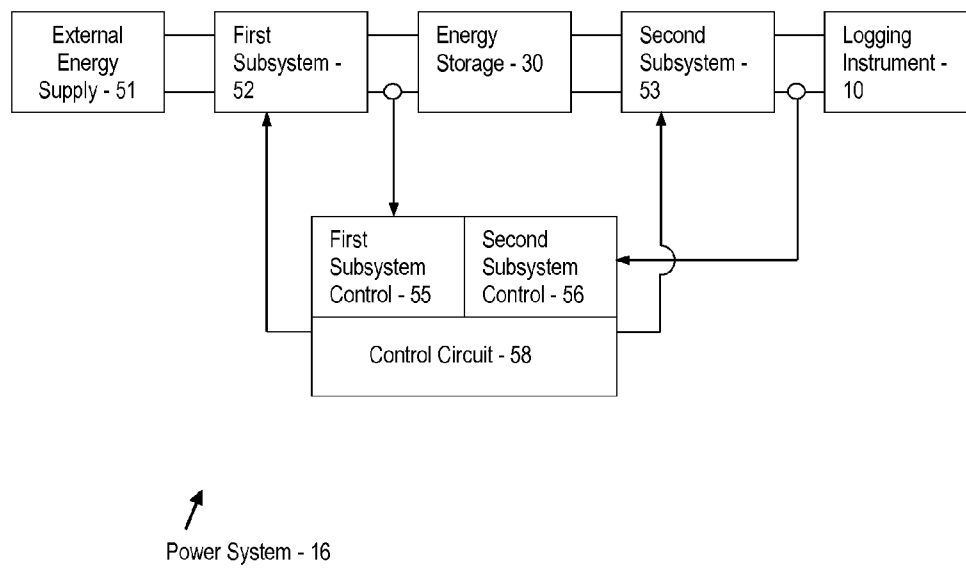 External
Energy
Supply - 51
First
Subsystem -
52
Energy
Storage - 30
Second
Subsystem -
53
Logging
Instrument -
10
First
Subsystem
Control - 55
Second
Subsystem
Control - 56
Control Circuit - 58
Power System - 16